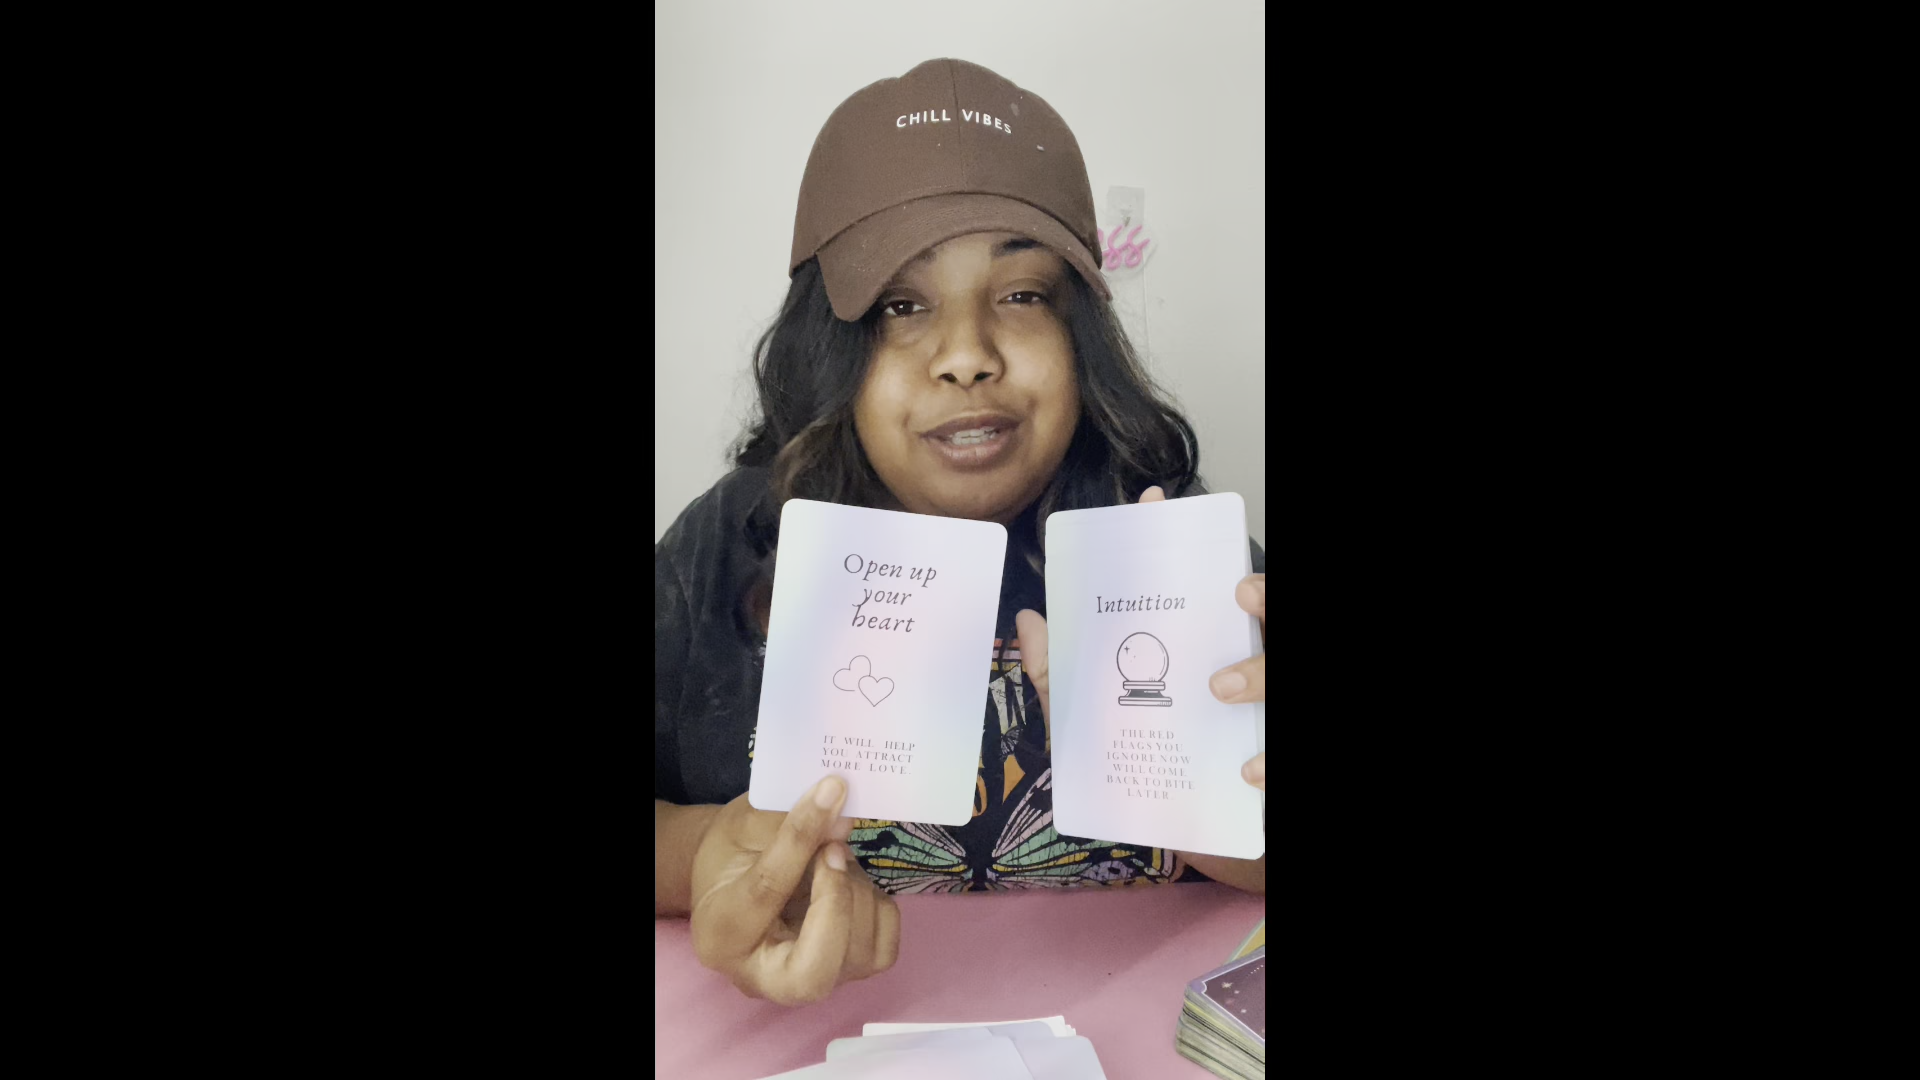 CHILL VIBES
Open up
your
heart
IT WILL HELP
YOU ATTRACT
MORE LOVE
Intuition
THE RED
FLAGS YOU
IGNORE NOW
WILL COME
BACK TO BITE
LATER